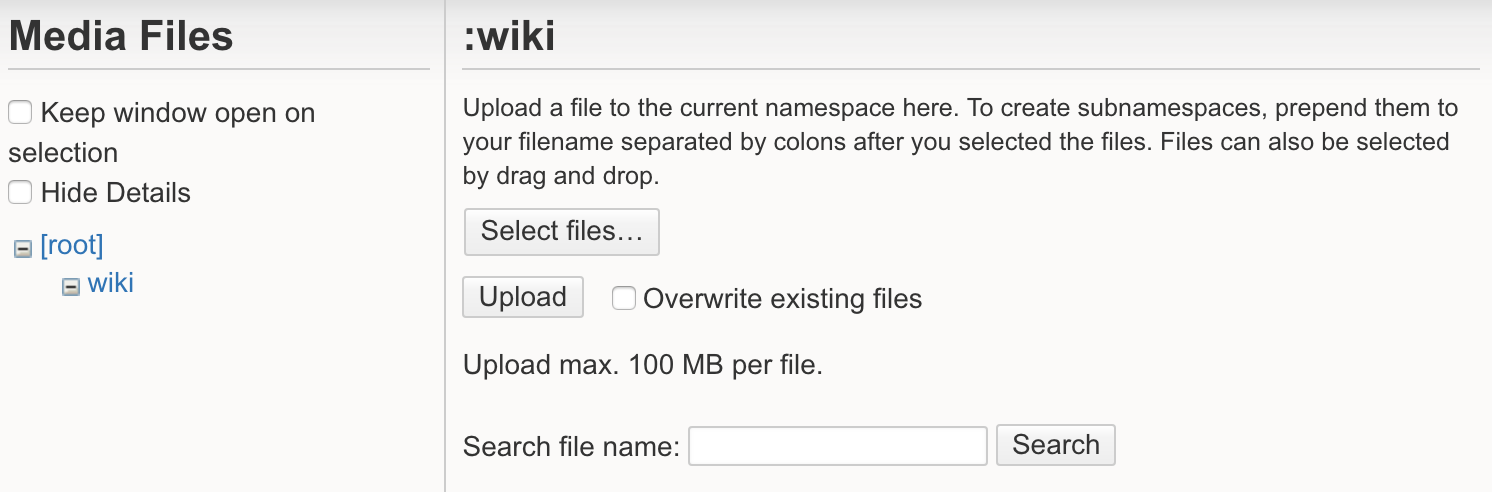 Media Files
Keep window open on
selection
Hide Details
[root]
wiki
:wiki
Upload a file to the current namespace here. To create subnamespaces, prepend them to
your filename separated by colons after you selected the files. Files can also be selected
by drag and drop.
Select files…
Upload Overwrite existing files
Upload max. 100 MB per file.
Search file name: Search